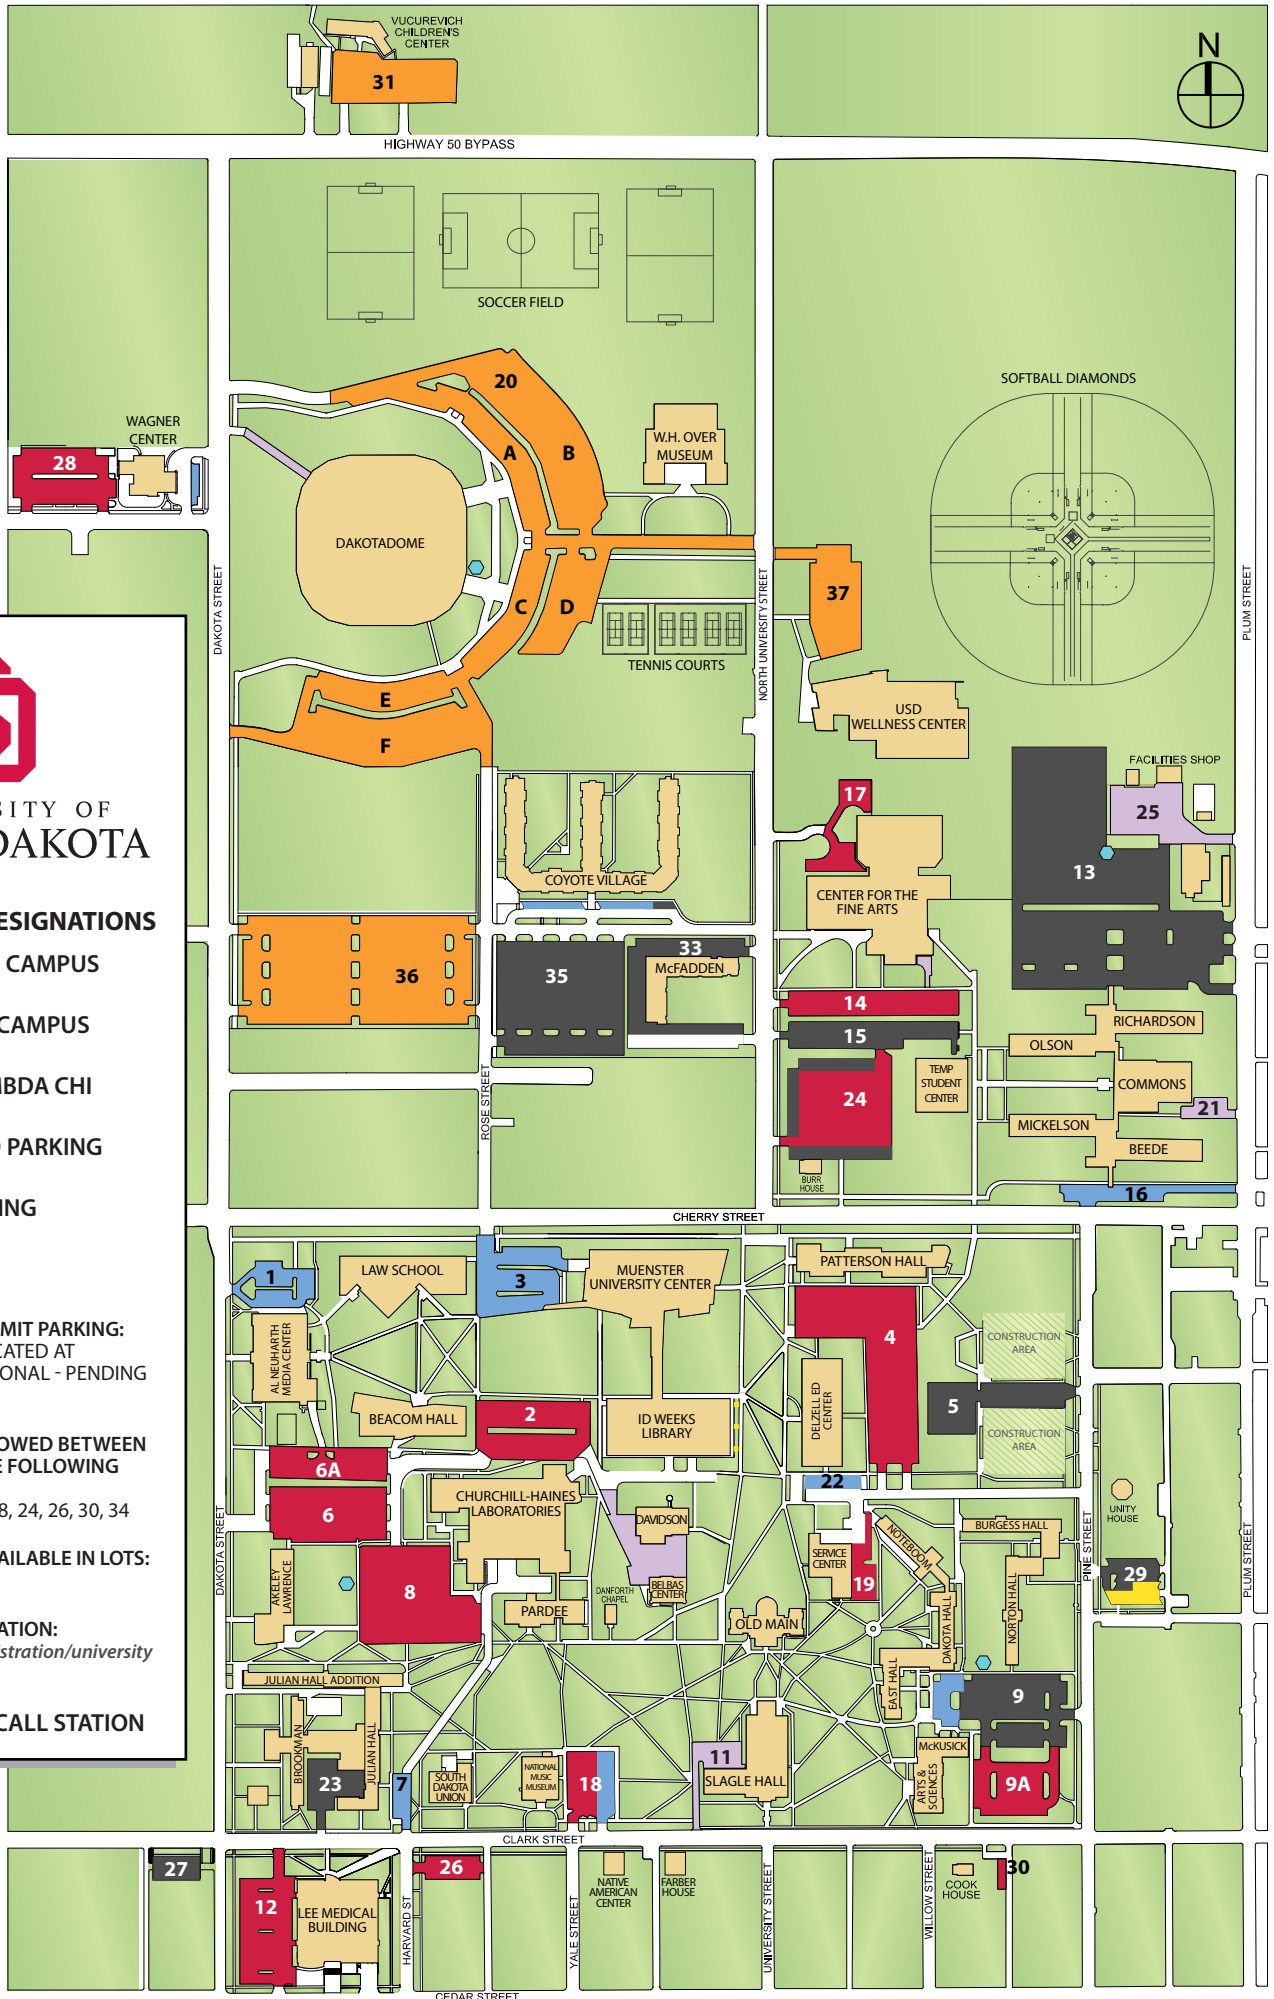 VUCUREVICH
CHILDREN'S
CENTER
31
N
HIGHWAY 50 BYPASS
SOCCER FIELD
20
A
B
SOFTBALL DIAMONDS
WAGNER
CENTER
28
W.H. OVER
MUSEUM
DAKOTADOME
C
D
37
DAKOTA STREET
NORTH UNIVERSITY STREET
PLUM STREET
TENNIS COURTS
E
F
USD
WELLNESS CENTER
FACILITIES SHOP
17
25
13
COYOTE VILLAGE
CENTER FOR THE
FINE ARTS
33
McFADDEN
36
35
14
15
RICHARDSON
OLSON
TEMP
STUDENT
CENTER
COMMONS
24
21
MICKELSON
BEEDE
ROSE STREET
BURR
HOUSE
16
CHERRY STREET
SITY OF
DAKOTA
ESIGNATIONS
CAMPUS
CAMPUS
MBDA CHI
PARKING
ING
MIT PARKING:
CATED AT
ONAL - PENDING
OWED BETWEEN
E FOLLOWING
8, 24, 26, 30, 34
AILABLE IN LOTS:
ATION:
stration/university
CALL STATION
1
LAW SCHOOL
3
MUENSTER
UNIVERSITY CENTER
PATTERSON HALL
4
CONSTRUCTION
AREA
AL NEUHARTH
MEDIA CENTER
BEACOM HALL
2
ID WEEKS
LIBRARY
DELZELL ED
CENTER
5
CONSTRUCTION
AREA
6A
6
22
CHURCHILL-HAINES
LABORATORIES
DAVIDSON
NOTEBOOM
BURGESS HALL
UNITY
HOUSE
DAKOTA STREET
SERVICE
CENTER
19
PINE STREET
PLUM STREET
AKELEY
LAWRENCE
8
DANFORTH
CHAPEL
BELBAS
CENTER
NORTON HALL
29
PARDEE
OLD MAIN
DAKOTA HALL
JULIAN HALL ADDITION
EAST HALL
9
BROOKMAN
JULIAN HALL
McKUSICK
23
7
SOUTH
DAKOTA
UNION
NATIONAL
MUSIC
MUSEUM
18
11
SLAGLE HALL
ARTS &
SCIENCES
9A
CLARK STREET
27
26
30
12
LEE MEDICAL
BUILDING
HARVARD ST
YALE STREET
NATIVE
AMERICAN
CENTER
FARBER
HOUSE
UNIVERSITY STREET
WILLOW STREET
COOK
HOUSE
CEDAR STREET